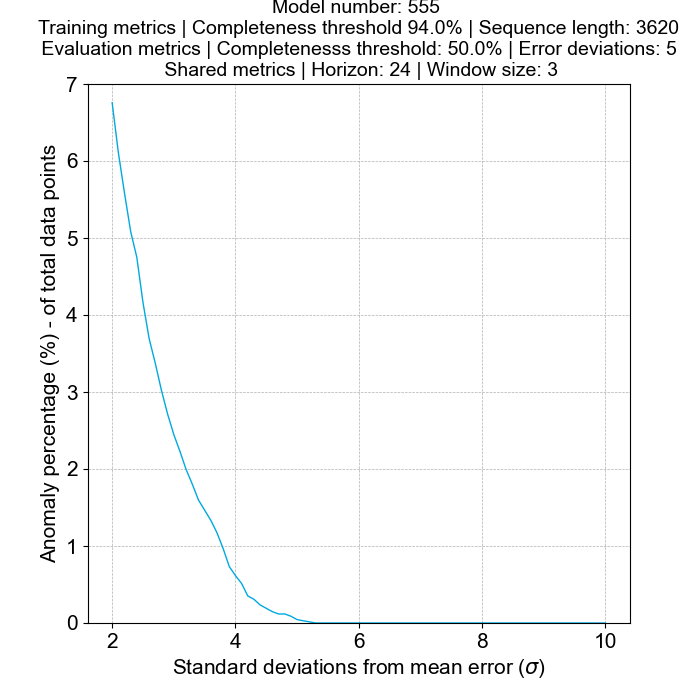 Model number: 555
Training metrics | Completeness threshold 94.0% | Sequence length: 3620
Evaluation metrics | Completenesss threshold: 50.0% | Error deviations: 5
Shared metrics | Horizon: 24 | Window size: 3
7
6
5
4
3
2
1
0
Anomaly percentage (%) - of total data points
2 4 6 8 10
Standard deviations from mean error (σ)